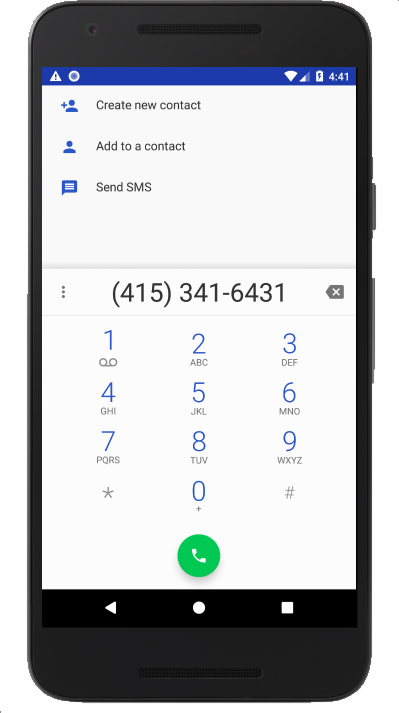 4:41
Create new contact
Add to a contact
Send SMS
(415) 341-6431
1 2 3
ABC DEF
4 5 6
GHI JKL MNO
7 8 9
PQRS TUV WXYZ
* 0 #
+